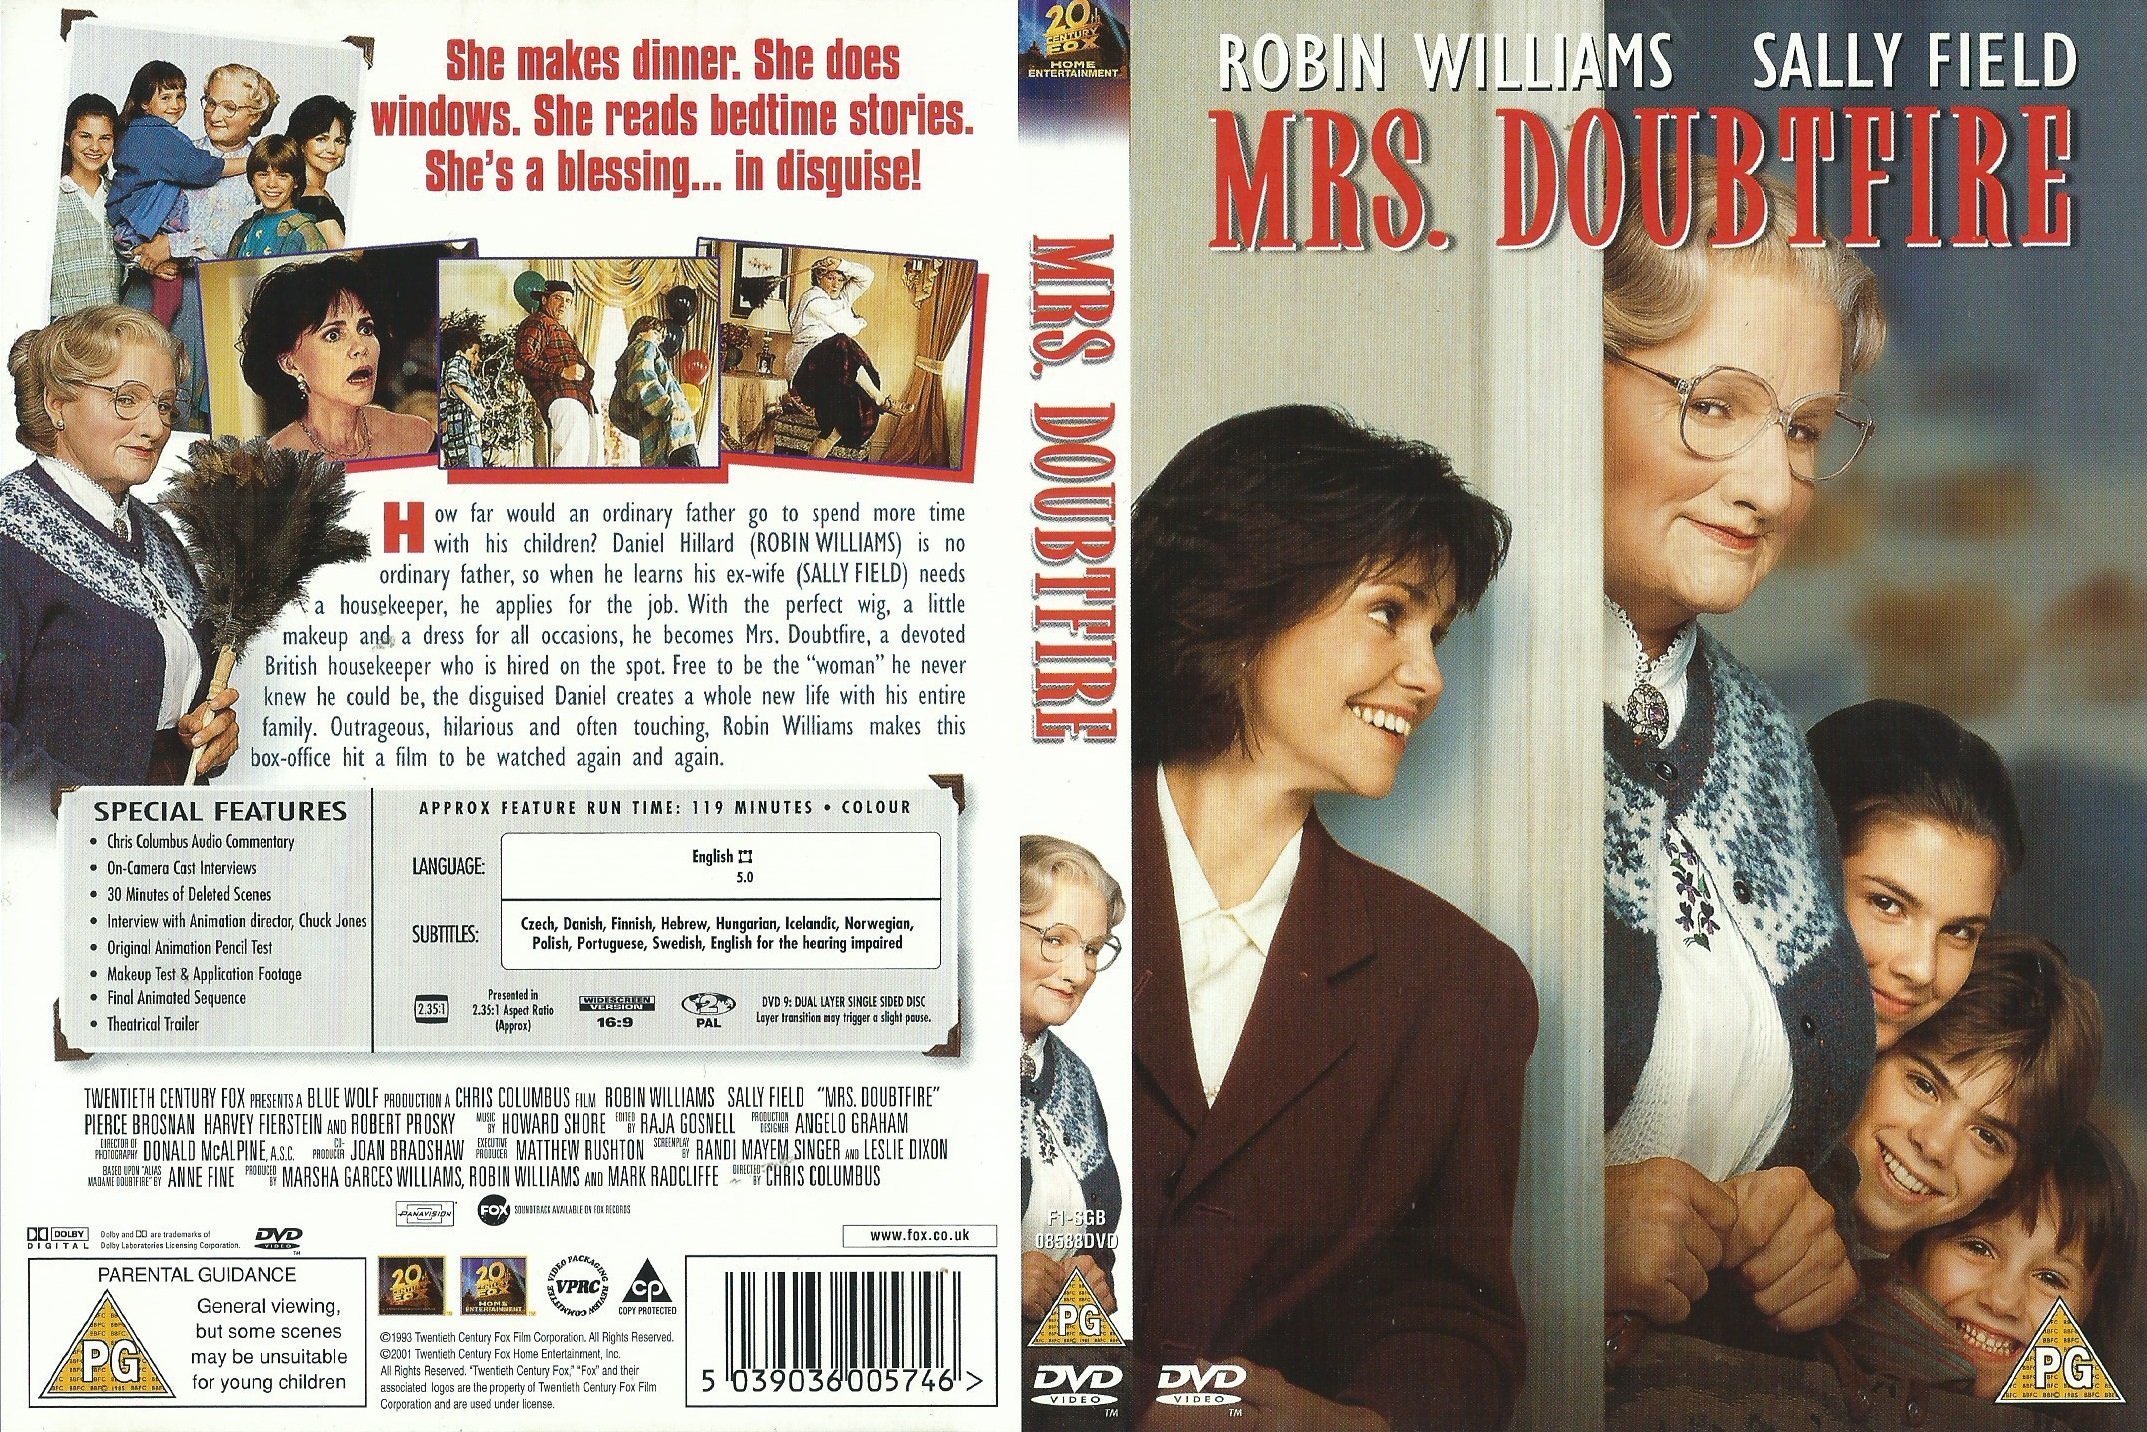 She makes dinner. She does
windows. She reads bedtime stories.
She's a blessing... in disguise!
How far would an ordinary father go to spend more time
with his children? Daniel Hillard (ROBIN WILLIAMS) is no
ordinary father, so when he learns his ex-wife (SALLY FIELD) needs
a housekeeper, he applies for the job. With the perfect wig, a little
makeup and a dress for all occasions, he becomes Mrs. Doubtfire, a devoted
British housekeeper who is hired on the spot. Free to be the “woman” he never
knew he could be, the disguised Daniel creates a whole new life with his entire
family. Outrageous, hilarious and often touching, Robin Williams makes this
box-office hit a film to be watched again and again.
SPECIAL FEATURES
• Chris Columbus Audio Commentary
• On-Camera Cast Interviews
• 30 Minutes of Deleted Scenes
• Interview with Animation director, Chuck Jones
• Original Animation Pencil Test
• Makeup Test & Application Footage
• Final Animated Sequence
• Theatrical Trailer
APPROX FEATURE RUN TIME: 119 MINUTES • COLOUR
LANGUAGE:
English
5.0
SUBTITLES:
Czech, Danish, Finnish, Hebrew, Hungarian, Icelandic, Norwegian,
Polish, Portuguese, Swedish, English for the hearing impaired
2.35:1
Presented in
2.35:1 Aspect Ratio
(Approx)
WIDESCREEN
VERSION
16:9
2
PAL
DVD 9: DUAL LAYER SINGLE SIDED DISC
Layer transition may trigger a slight pause.
TWENTIETH CENTURY FOX PRESENTS A BLUE WOLF PRODUCTION A CHRIS COLUMBUS FILM ROBIN WILLIAMS SALLY FIELD “MRS. DOUBTFIRE”
PIERCE BROSNAN HARVEY FIERSTEIN AND ROBERT PROSKY MUSIC BY HOWARD SHORE EDITED BY RAJA GOSNELL PRODUCTION DESIGNER ANGELO GRAHAM
DIRECTOR OF PHOTOGRAPHY DONALD McALPINE, A.S.C. CO-PRODUCER JOAN BRADSHAW EXECUTIVE PRODUCER MATTHEW RUSHTON SCREENPLAY BY RANDI MAYEM SINGER AND LESLIE DIXON
BASED UPON “ALIAS MADAME DOUBTFIRE” BY ANNE FINE PRODUCED BY MARSHA GARCES WILLIAMS, ROBIN WILLIAMS AND MARK RADCLIFFE DIRECTED BY CHRIS COLUMBUS
PANAVISION
FOX SOUNDTRACK AVAILABLE ON FOX RECORDS
DOLBY
DIGITAL
Dolby and DD are trademarks of
Dolby Laboratories Licensing Corporation.
DVD
VIDEO
TM
www.fox.co.uk
PARENTAL GUIDANCE
PG
General viewing,
but some scenes
may be unsuitable
for young children
20TH CENTURY FOX
20TH CENTURY FOX HOME ENTERTAINMENT
VIDEO PACKAGING REVIEW COMMITTEE
VPRC
cp
COPY PROTECTED
©1993 Twentieth Century Fox Film Corporation. All Rights Reserved.
©2001 Twentieth Century Fox Home Entertainment, Inc.
All Rights Reserved. “Twentieth Century Fox,” “Fox” and their
associated logos are the property of Twentieth Century Fox Film
Corporation and are used under license.
5 039036 005746 >
20TH
CENTURY
FOX
HOME
ENTERTAINMENT
MRS. DOUBTFIRE
F1-SGB
08588DVD
PG
DVD
VIDEO
TM
ROBIN WILLIAMS SALLY FIELD
MRS. DOUBTFIRE
DVD
VIDEO
TM
PG